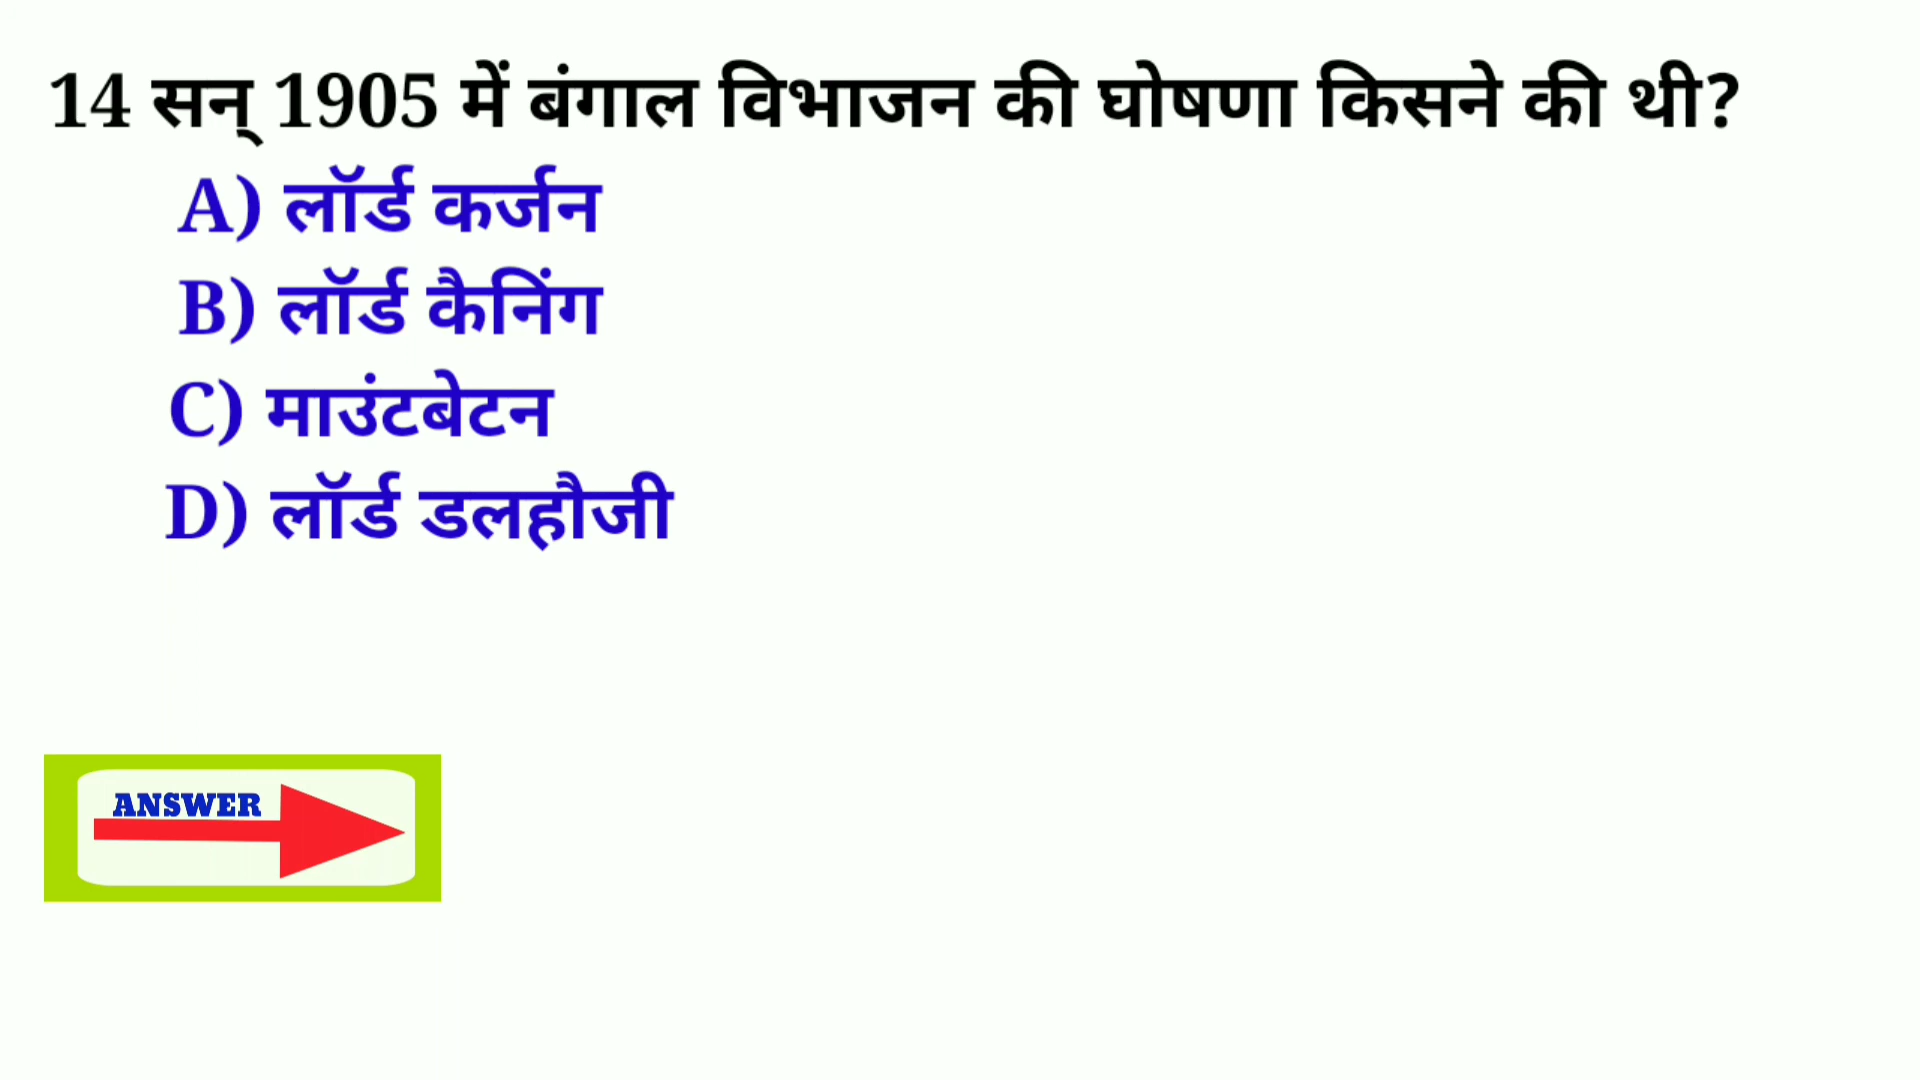 14 सन् 1905 में बंगाल विभाजन की घोषणा किसने की थी?
A) लॉर्ड कर्जन
B) लॉर्ड कैनिंग
C) माउंटबेटन
D) लॉर्ड डलहौजी
ANSWER